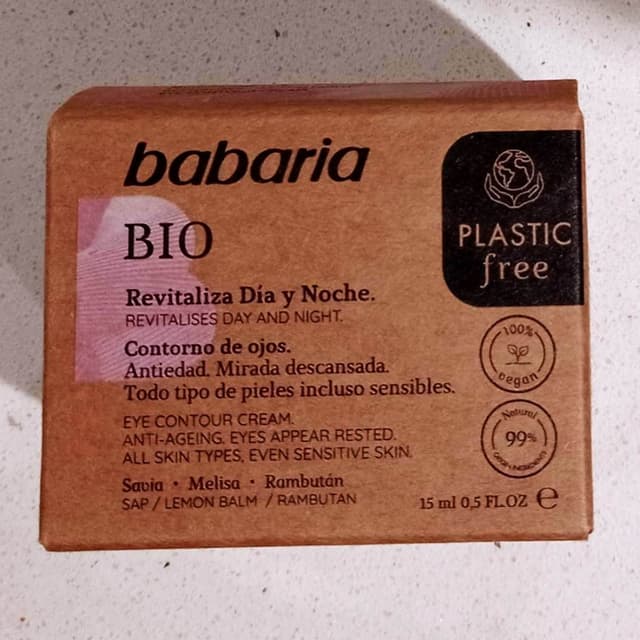 babaria
BIO
PLASTIC
free
Revitaliza Día y Noche.
REVITALISES DAY AND NIGHT.
Contorno de ojos.
Antiedad. Mirada descansada.
Todo tipo de pieles incluso sensibles.
EYE CONTOUR CREAM.
ANTI-AGEING. EYES APPEAR RESTED.
ALL SKIN TYPES, EVEN SENSITIVE SKIN.
100%
vegan
Natural
99%
Savia • Melisa • Rambután
SAP / LEMON BALM / RAMBUTAN
15 ml 0,5 FL.OZ ℮